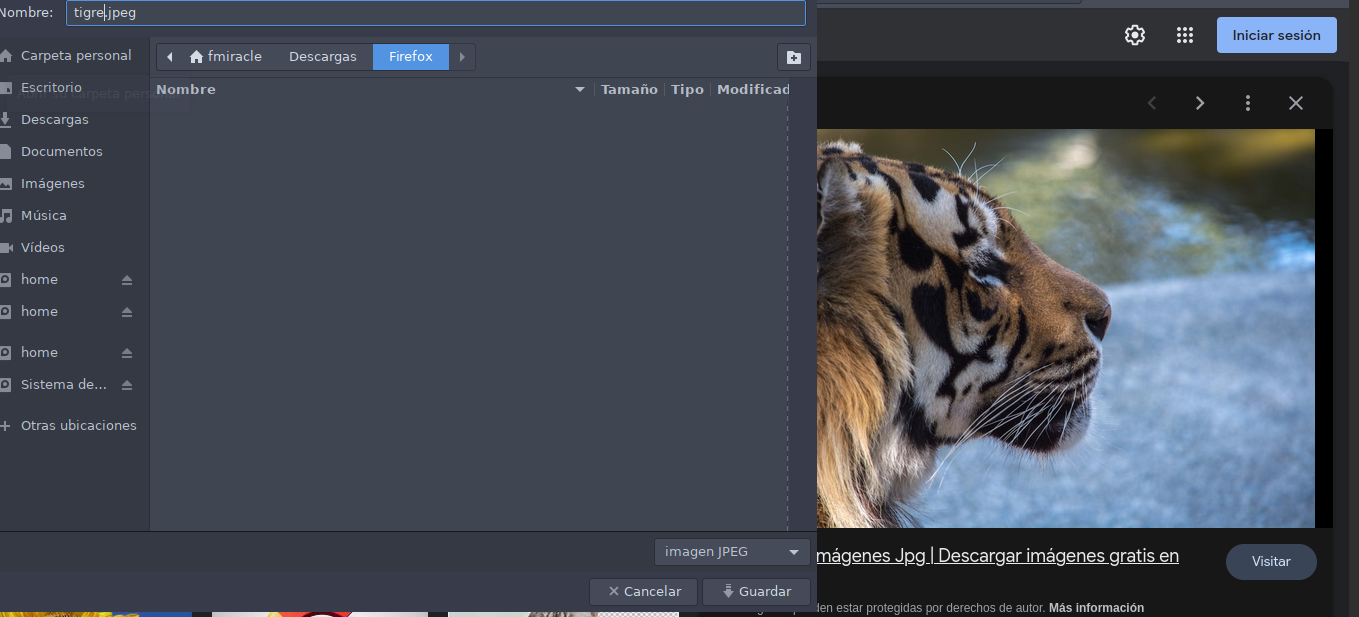 Nombre: tigre.jpeg
Iniciar sesión
Carpeta personal
fmiracle Descargas Firefox
Escritorio
Nombre Tamaño Tipo Modificad
Descargas
Documentos
Imágenes
Música
Vídeos
home
home
home
Sistema de...
Otras ubicaciones
imagen JPEG
mágenes Jpg | Descargar imágenes gratis en
Visitar
Cancelar Guardar
den estar protegidas por derechos de autor. Más información